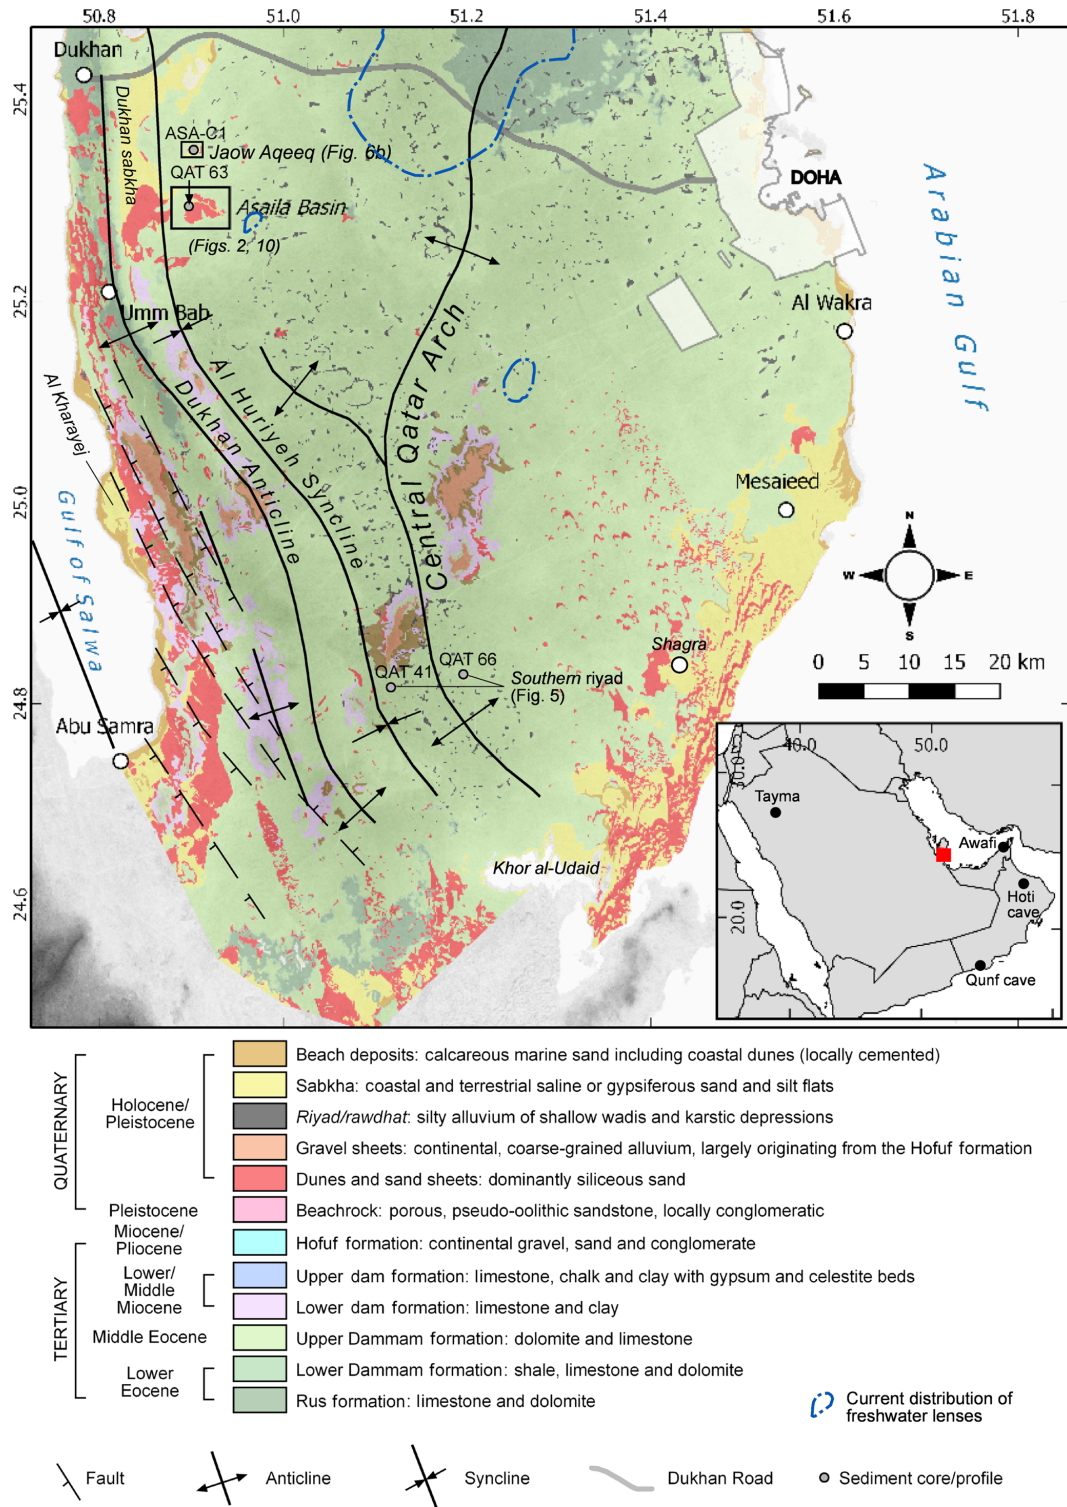 50.8
51.0
51.2
51.4
51.6
51.8
25.4
25.2
25.0
24.8
24.6
Dukhan
Dukhan sabkha
ASA-C1
Jaow Aqeeq (Fig. 6b)
QAT 63
Asaila Basin
(Figs. 2, 10)
DOHA
Arabian Gulf
Umm Bab
Al Wakra
Al Kharayej
Al Huriyeh Syncline
Dukhan Anticline
Central Qatar Arch
Gulf of Salwa
Mesaieed
N
W
E
S
Shagra
0 5 10 15 20 km
QAT 41
QAT 66
Southern riyad
(Fig. 5)
Abu Samra
Khor al-Udaid
40.0
50.0
30.0
20.0
Tayma
Awafi
Hoti
cave
Qunf cave
QUATERNARY
Holocene/
Pleistocene
Beach deposits: calcareous marine sand including coastal dunes (locally cemented)
Sabkha: coastal and terrestrial saline or gypsiferous sand and silt flats
Riyad/rawdhat: silty alluvium of shallow wadis and karstic depressions
Gravel sheets: continental, coarse-grained alluvium, largely originating from the Hofuf formation
Dunes and sand sheets: dominantly siliceous sand
Pleistocene
Beachrock: porous, pseudo-oolithic sandstone, locally conglomeratic
TERTIARY
Miocene/
Pliocene
Hofuf formation: continental gravel, sand and conglomerate
Lower/
Middle
Miocene
Upper dam formation: limestone, chalk and clay with gypsum and celestite beds
Lower dam formation: limestone and clay
Middle Eocene
Upper Dammam formation: dolomite and limestone
Lower
Eocene
Lower Dammam formation: shale, limestone and dolomite
Rus formation: limestone and dolomite
Current distribution of
freshwater lenses
Fault
Anticline
Syncline
Dukhan Road
Sediment core/profile